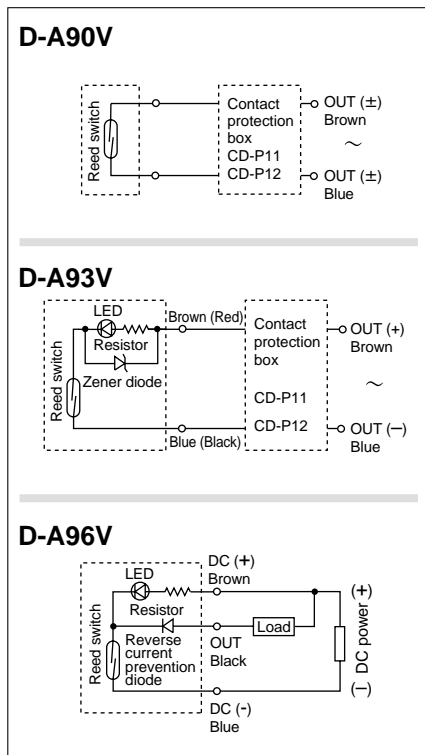 D-A90V
Reed switch
Contact
protection
box
CD-P11
CD-P12
OUT (±)
Brown
～
OUT (±)
Blue
D-A93V
LED
Resistor
Zener diode
Reed switch
Brown (Red)
Blue (Black)
Contact
protection
box
CD-P11
CD-P12
OUT (+)
Brown
～
OUT (–)
Blue
D-A96V
LED
Resistor
Reverse
current
prevention
diode
Reed switch
DC (+)
Brown
OUT
Black
Load
DC (-)
Blue
(+)
DC power
(–)